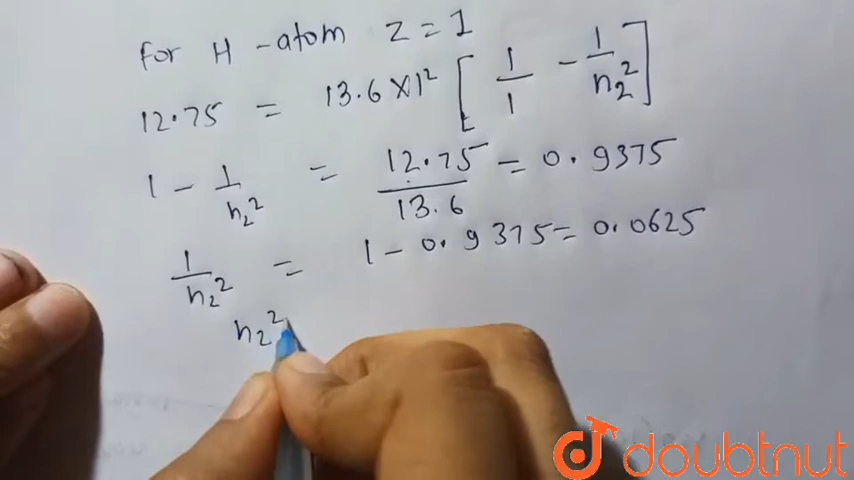 for H -atom Z = 1
12.75 = 13.6 × 1² [ 1/1 - 1/n₂² ]
1 - 1/n₂² = 12.75/13.6 = 0.9375
1/n₂² = 1 - 0.9375 = 0.0625
n₂²
doubtnut